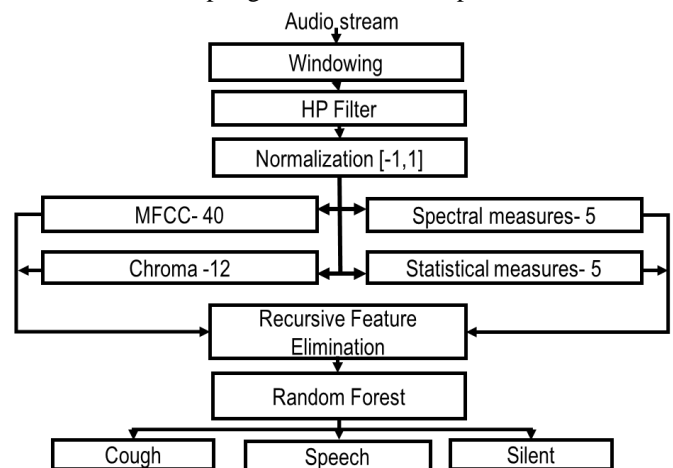 Audio stream
Windowing
HP Filter
Normalization [-1,1]
MFCC- 40
Spectral measures- 5
Chroma -12
Statistical measures- 5
Recursive Feature
Elimination
Random Forest
Cough
Speech
Silent